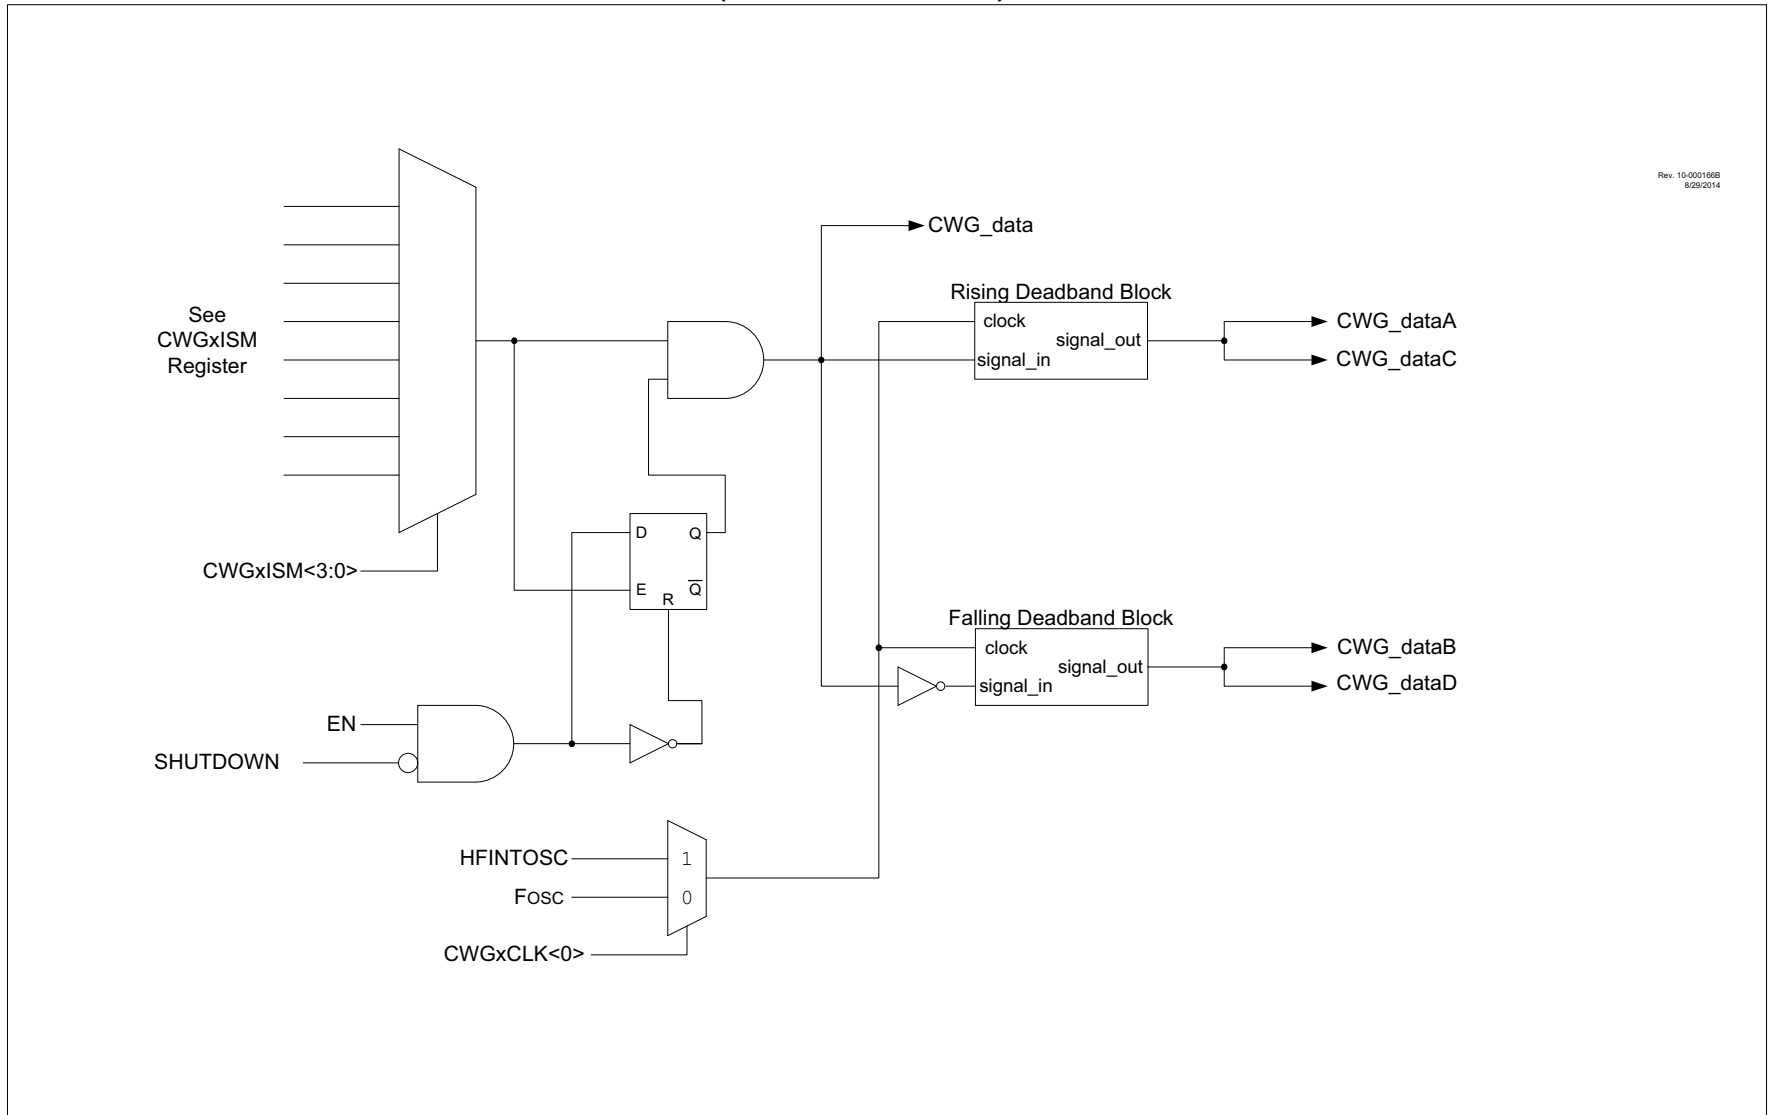 Rev. 10-000166B
8/29/2014
CWG_data
Rising Deadband Block
clock
signal_in
signal_out
CWG_dataA
CWG_dataC
See
CWGxISM
Register
CWGxISM<3:0>
D
Q
E
R
Q̅
Falling Deadband Block
clock
signal_in
signal_out
CWG_dataB
CWG_dataD
EN
SHUTDOWN
HFINTOSC
1
FOSC
0
CWGxCLK<0>